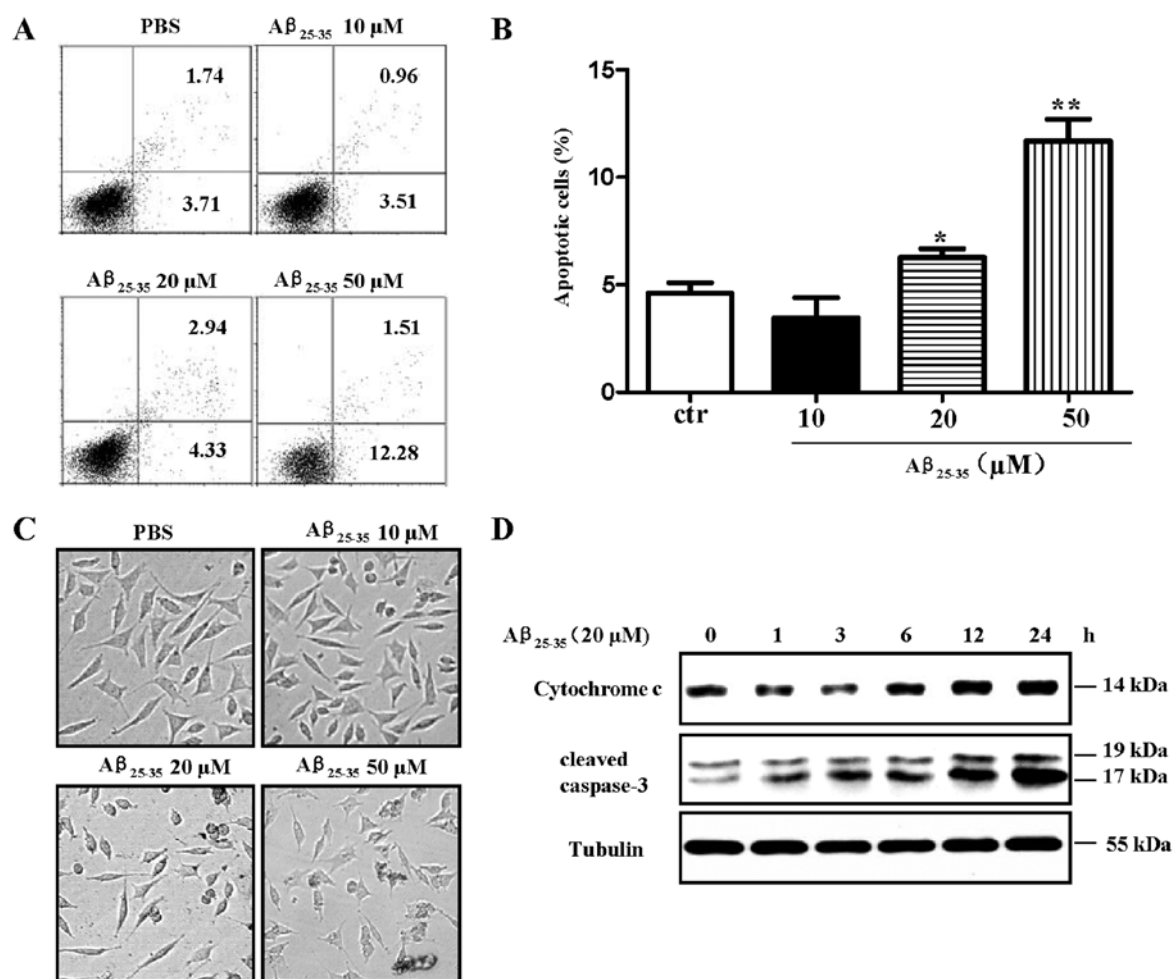 A
PBS
Aβ25-35 10 μM
1.74
0.96
3.71
3.51
Aβ25-35 20 μM
Aβ25-35 50 μM
2.94
1.51
4.33
12.28
B
15
10
5
0
Apoptotic cells (%)
*
**
ctr
10
20
50
Aβ25-35 (μM)
C
PBS
Aβ25-35 10 μM
Aβ25-35 20 μM
Aβ25-35 50 μM
D
Aβ25-35 (20 μM) 0 1 3 6 12 24 h
Cytochrome c
14 kDa
cleaved
caspase-3
19 kDa
17 kDa
Tubulin
55 kDa